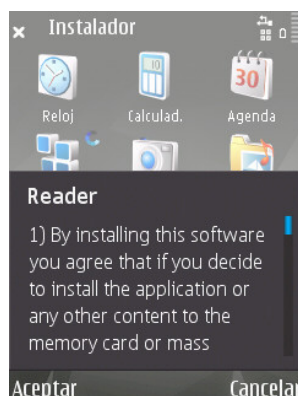 Instalador
10
30
Reloj
Calculad.
Agenda
Reader
1) By installing this software
you agree that if you decide
to install the application or
any other content to the
memory card or mass
Aceptar
Cancelar